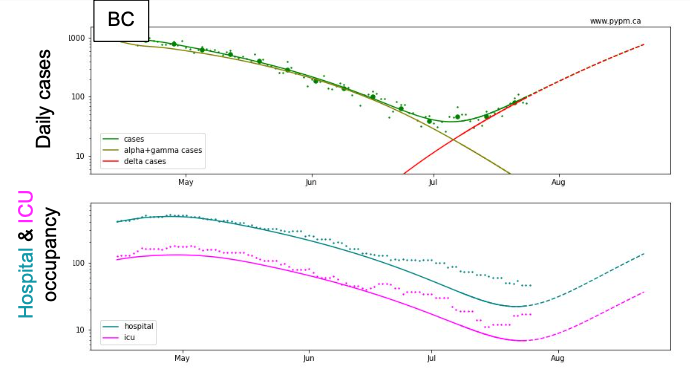 BC
www.pypm.ca
Daily cases
1000
100
10
cases
alpha+gamma cases
delta cases
May
Jun
Jul
Aug
Hospital & ICU
occupancy
100
10
hospital
icu
May
Jun
Jul
Aug